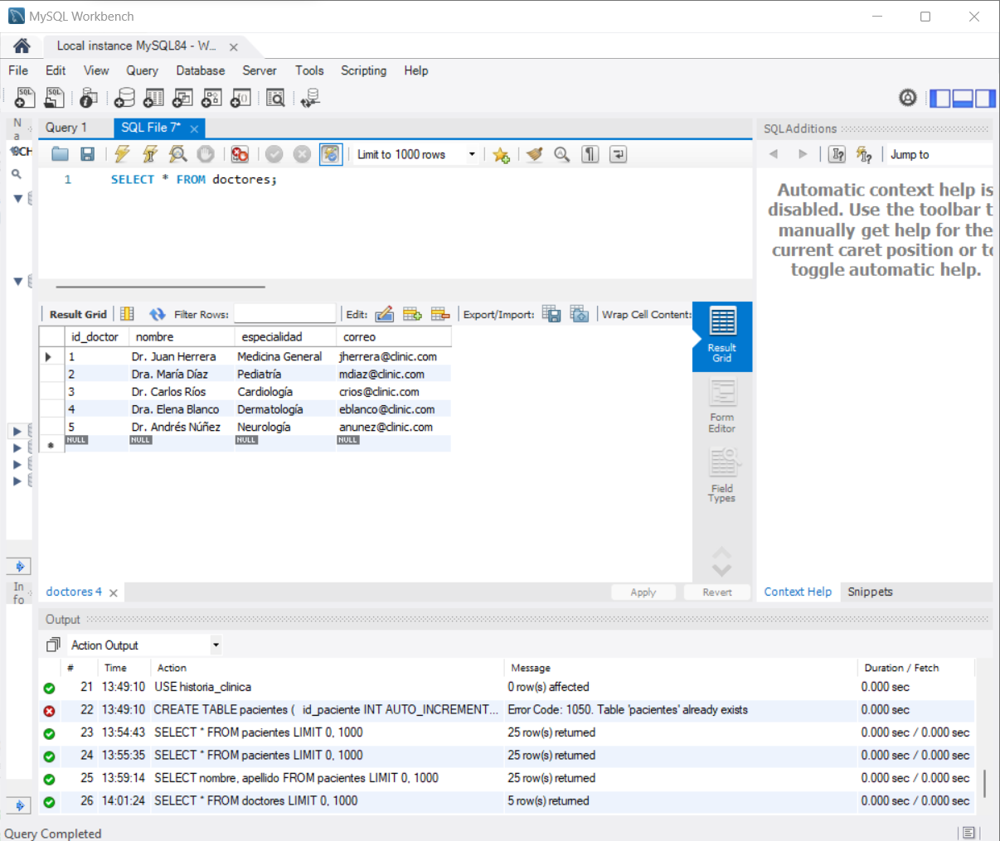 MySQL Workbench
Local instance MySQL84 - W...
File Edit View Query Database Server Tools Scripting Help
Na
SCH
Query 1
SQL File 7*
SQLAdditions
Limit to 1000 rows
Jump to
1 SELECT * FROM doctores;
Automatic context help is
disabled. Use the toolbar t
manually get help for the
current caret position or to
toggle automatic help.
Result Grid Filter Rows: Edit: Export/Import: Wrap Cell Content:
id_doctor nombre especialidad correo
1 Dr. Juan Herrera Medicina General jherrera@clinic.com
2 Dra. María Díaz Pediatría mdiaz@clinic.com
3 Dr. Carlos Ríos Cardiología crios@clinic.com
4 Dra. Elena Blanco Dermatología eblanco@clinic.com
5 Dr. Andrés Núñez Neurología anunez@clinic.com
NULL NULL NULL NULL
Result
Grid
Form
Editor
Field
Types
Info
doctores 4
Apply Revert
Context Help Snippets
Output
Action Output
# Time Action Message Duration / Fetch
21 13:49:10 USE historia_clinica 0 row(s) affected 0.000 sec
22 13:49:10 CREATE TABLE pacientes ( id_paciente INT AUTO_INCREMENT... Error Code: 1050. Table 'pacientes' already exists 0.000 sec
23 13:54:43 SELECT * FROM pacientes LIMIT 0, 1000 25 row(s) returned 0.000 sec / 0.000 sec
24 13:55:35 SELECT * FROM pacientes LIMIT 0, 1000 25 row(s) returned 0.000 sec / 0.000 sec
25 13:59:14 SELECT nombre, apellido FROM pacientes LIMIT 0, 1000 25 row(s) returned 0.000 sec / 0.000 sec
26 14:01:24 SELECT * FROM doctores LIMIT 0, 1000 5 row(s) returned 0.000 sec / 0.000 sec
Query Completed